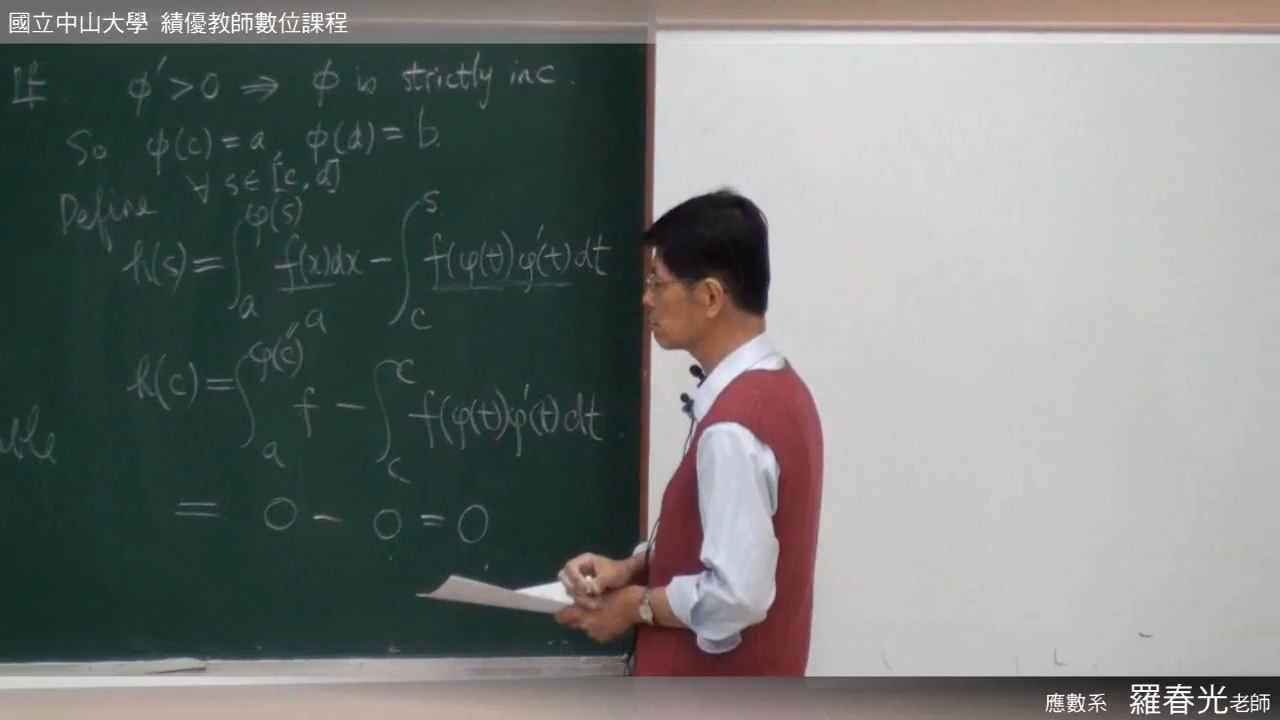 國立中山大學 績優教師數位課程
If φ′>0 ⇒ φ is strictly inc.
So φ(c)=a, φ(d)=b.
Define ∀ s∈[c,d]
h(s)=∫_a^{φ(s)} f(x)dx − ∫_c^s f(φ(t))φ′(t)dt
a
h(c)=∫_a^{φ(c)} f − ∫_c^c f(φ(t))φ′(t)dt.
= 0 − 0 = 0
應數系 羅春光老師